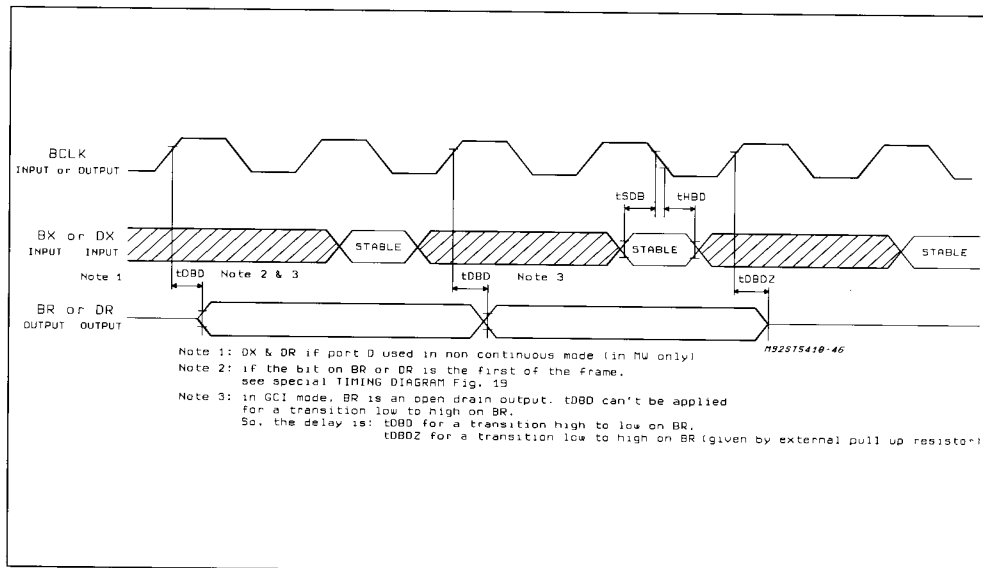 BCLK
INPUT or OUTPUT
tSDB tHBD
BX or DX
INPUT INPUT
STABLE STABLE STABLE
Note 1
tDBD Note 2 & 3 tDBD Note 3 tDBDZ
BR or DR
OUTPUT OUTPUT
M92ST5410-46
Note 1: DX & DR if port D used in non continuous mode (in MW only)
Note 2: if the bit on BR or DR is the first of the frame.
see special TIMING DIAGRAM Fig. 19
Note 3: in GCI mode, BR is an open drain output. tDBD can't be applied
for a transition low to high on BR.
So, the delay is: tDBD for a transition high to low on BR.
tDBDZ for a transition low to high on BR (given by external pull up resistor)